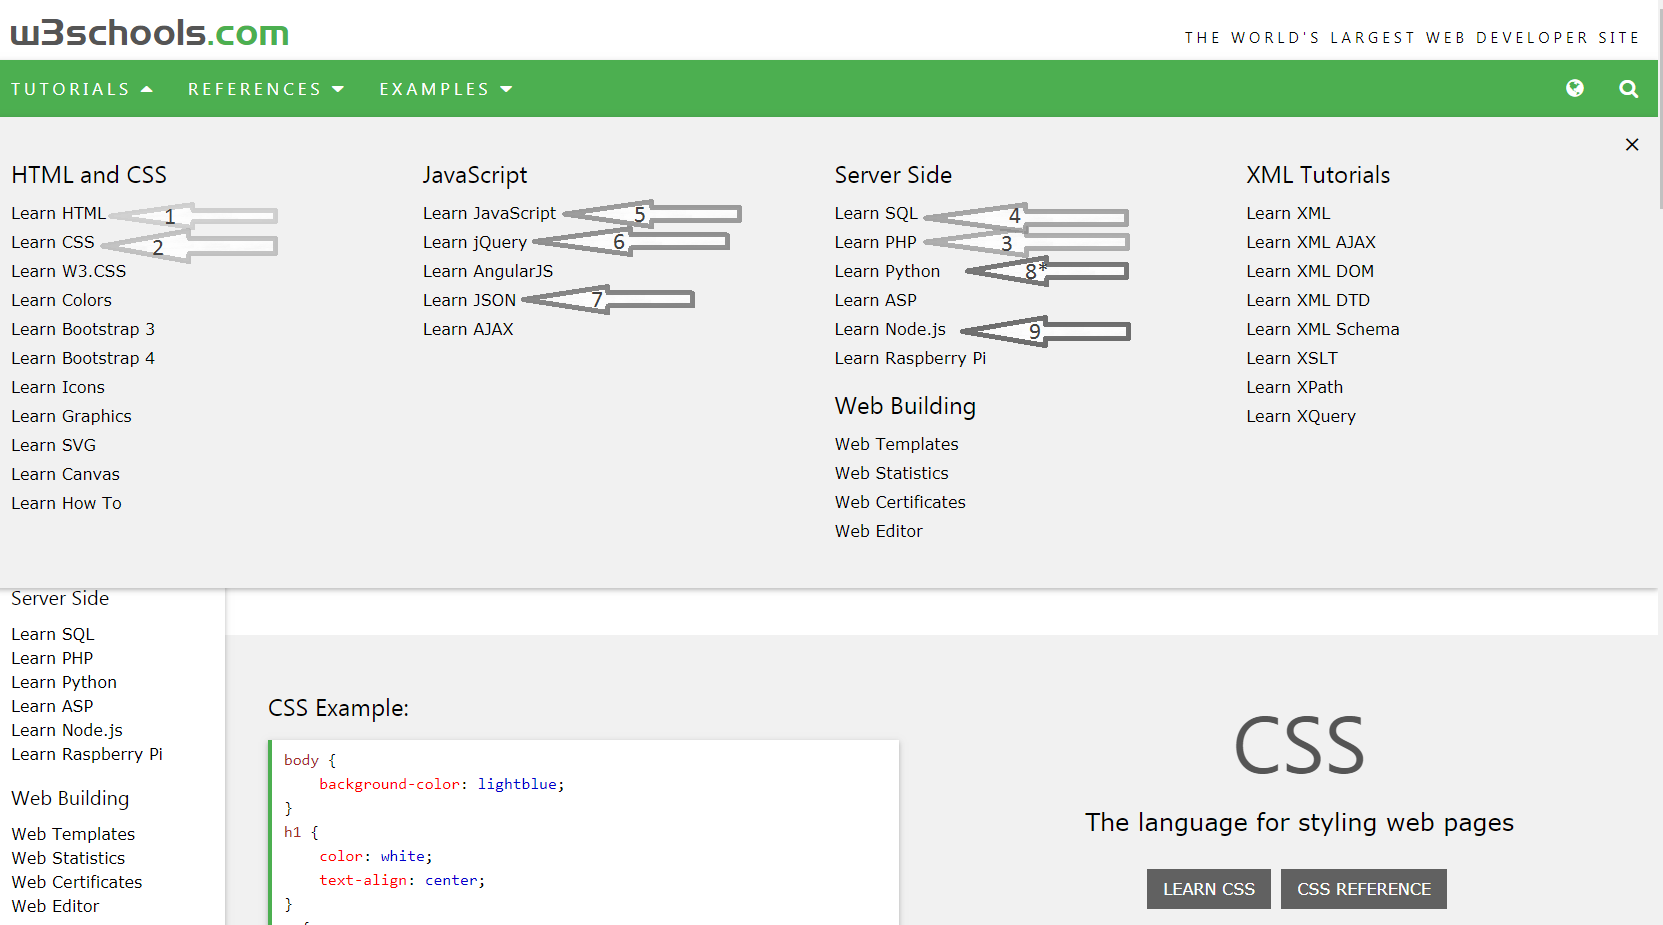 w3schools.com
THE WORLD'S LARGEST WEB DEVELOPER SITE
TUTORIALS REFERENCES EXAMPLES
HTML and CSS
Learn HTML 1
Learn CSS 2
Learn W3.CSS
Learn Colors
Learn Bootstrap 3
Learn Bootstrap 4
Learn Icons
Learn Graphics
Learn SVG
Learn Canvas
Learn How To
JavaScript
Learn JavaScript 5
Learn jQuery 6
Learn AngularJS
Learn JSON 7
Learn AJAX
Server Side
Learn SQL 4
Learn PHP 3
Learn Python 8*
Learn ASP
Learn Node.js 9
Learn Raspberry Pi
Web Building
Web Templates
Web Statistics
Web Certificates
Web Editor
XML Tutorials
Learn XML
Learn XML AJAX
Learn XML DOM
Learn XML DTD
Learn XML Schema
Learn XSLT
Learn XPath
Learn XQuery
Server Side
Learn SQL
Learn PHP
Learn Python
Learn ASP
Learn Node.js
Learn Raspberry Pi
Web Building
Web Templates
Web Statistics
Web Certificates
Web Editor
CSS Example:
body {
background-color: lightblue;
}
h1 {
color: white;
text-align: center;
}
CSS
The language for styling web pages
LEARN CSS CSS REFERENCE